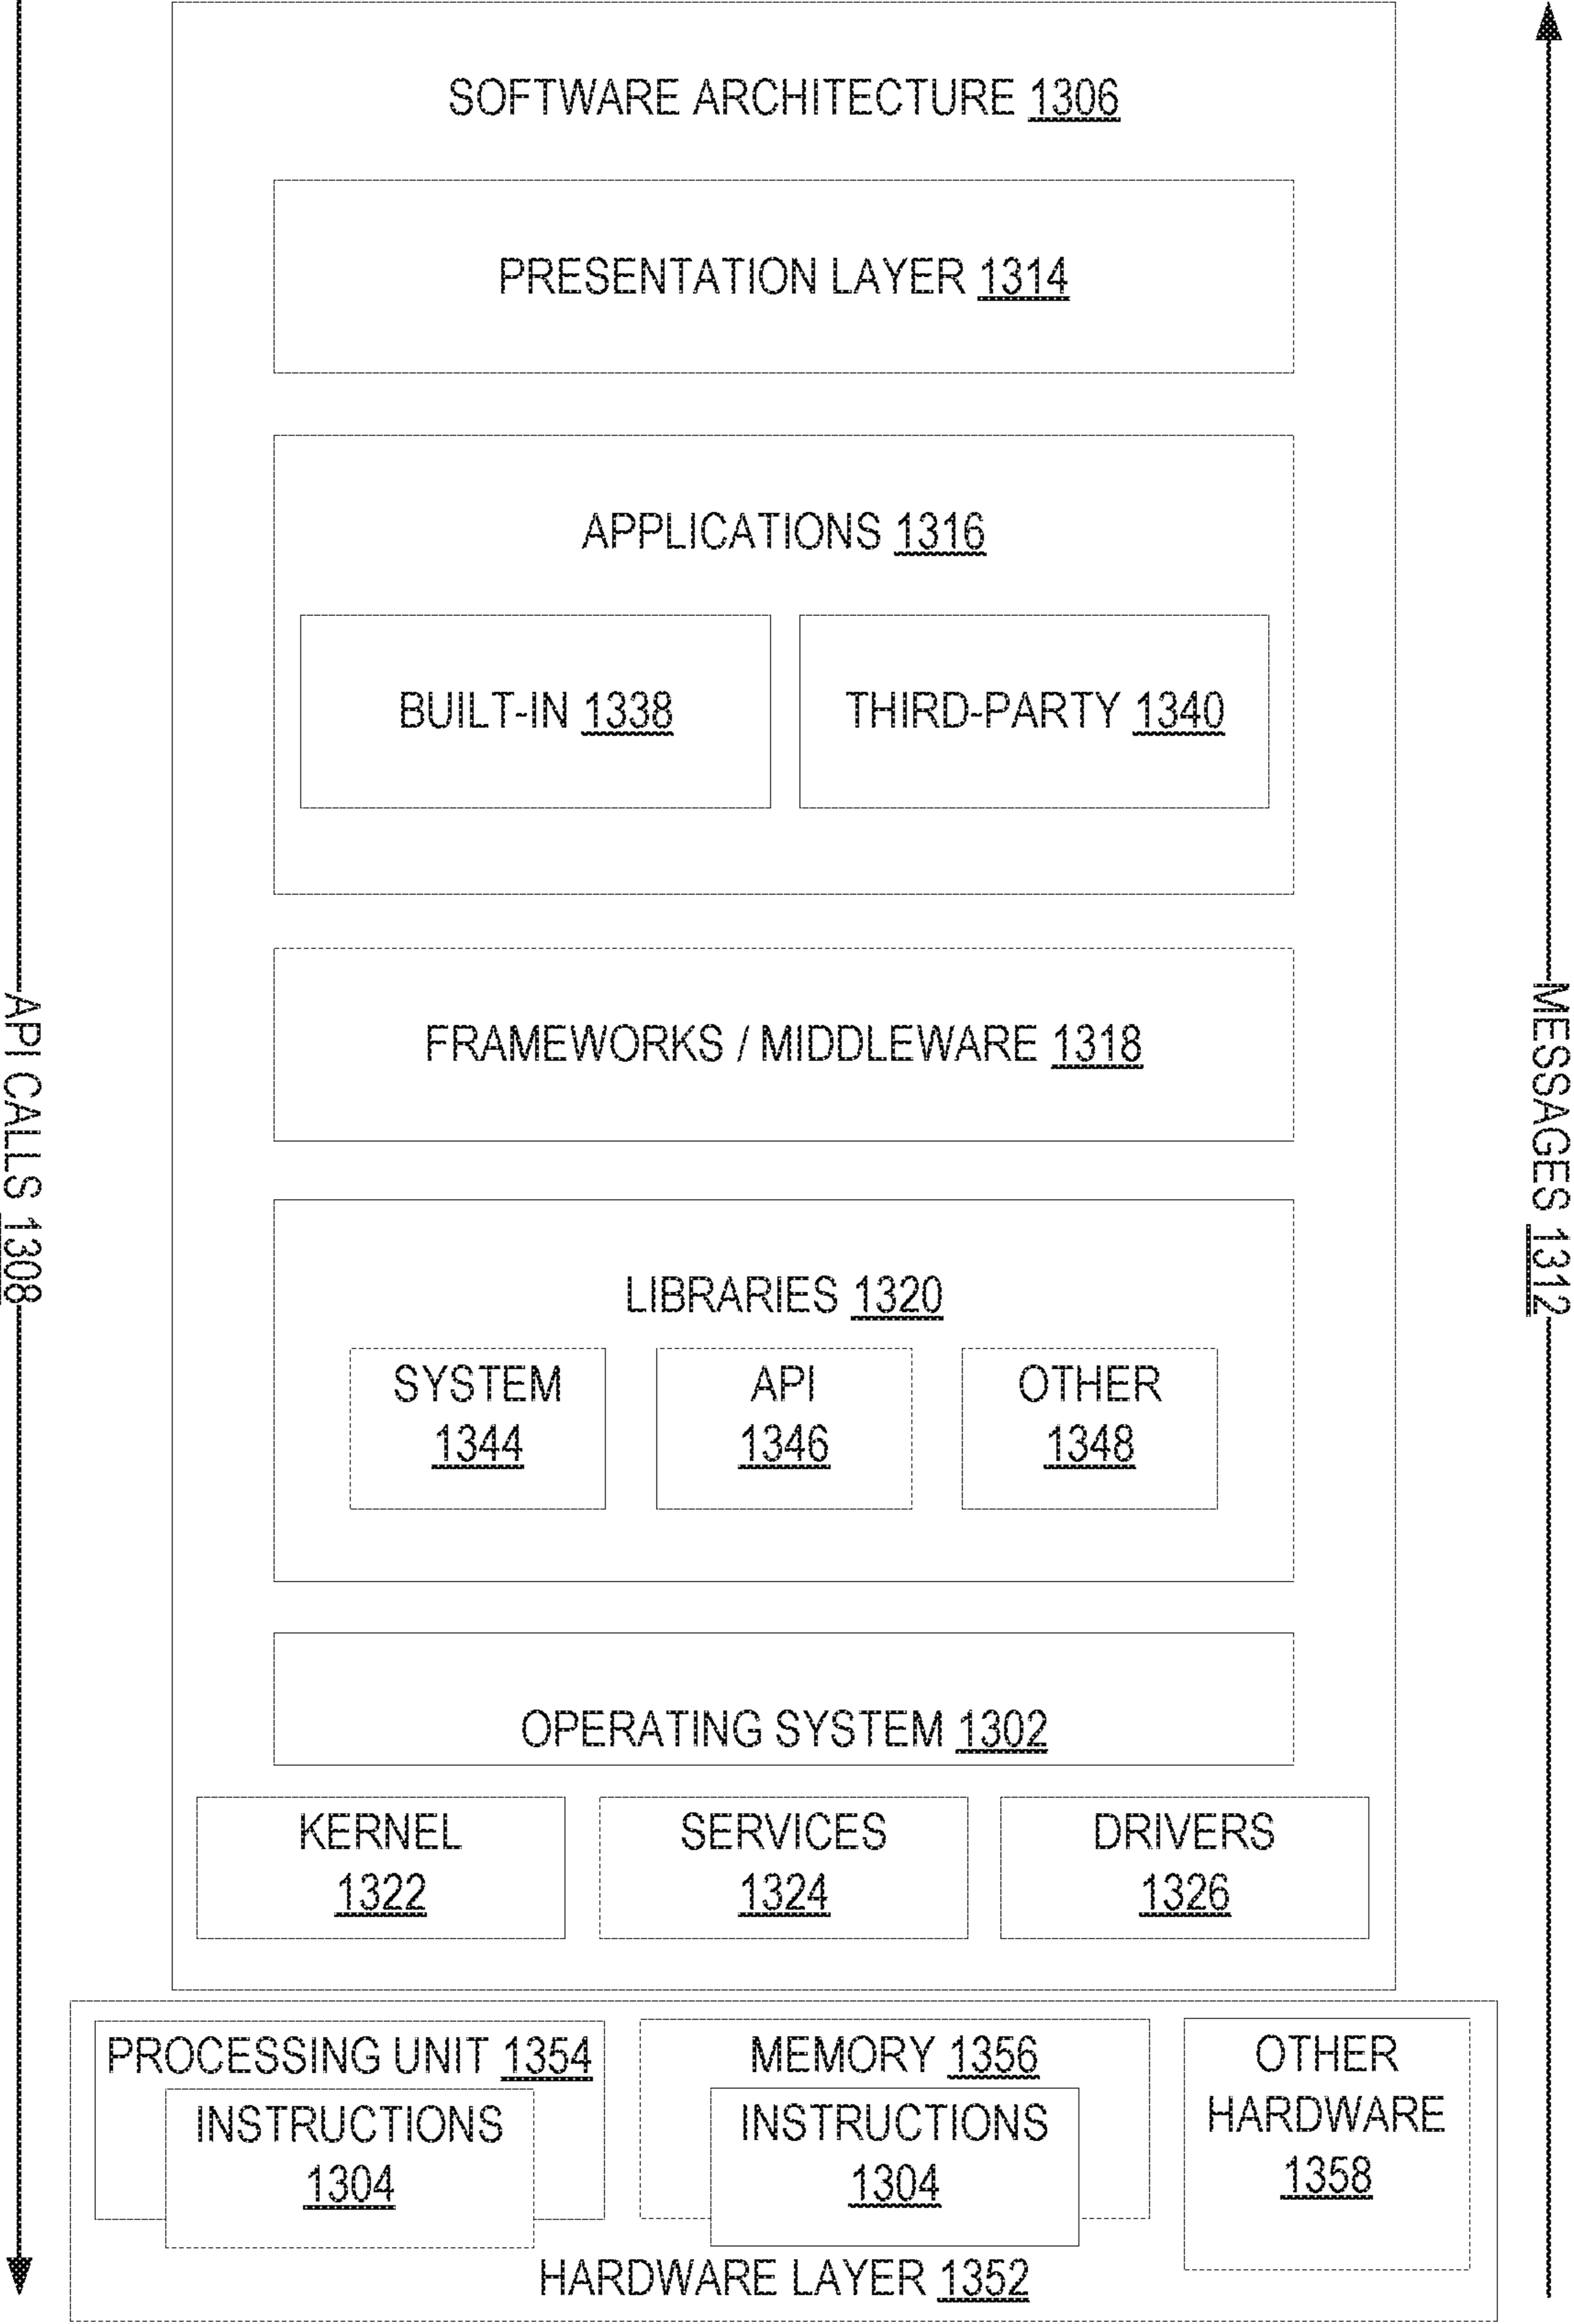 SOFTWARE ARCHITECTURE 1306
PRESENTATION LAYER 1314
APPLICATIONS 1316
BUILT-IN 1338
THIRD-PARTY 1340
FRAMEWORKS / MIDDLEWARE 1318
API CALLS 1308
MESSAGES 1312
LIBRARIES 1320
SYSTEM
1344
API
1346
OTHER
1348
OPERATING SYSTEM 1302
KERNEL
1322
SERVICES
1324
DRIVERS
1326
PROCESSING UNIT 1354
INSTRUCTIONS
1304
MEMORY 1356
INSTRUCTIONS
1304
OTHER
HARDWARE
1358
HARDWARE LAYER 1352